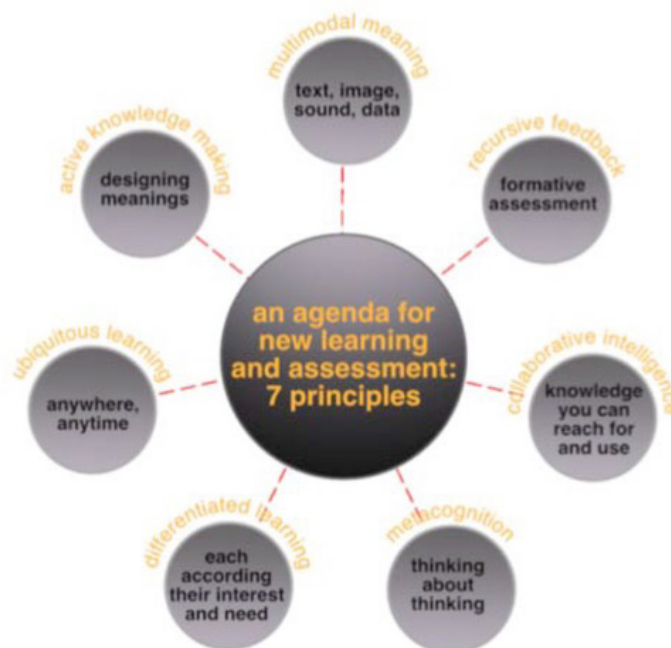 an agenda for
new learning
and assessment:
7 principles
multimodal meaning
text, image,
sound, data
recursive feedback
formative
assessment
collaborative intelligence
knowledge
you can
reach for
and use
metacognition
thinking
about
thinking
differentiated learning
each
according
their interest
and need
ubiquitous learning
anywhere,
anytime
active knowledge making
designing
meanings